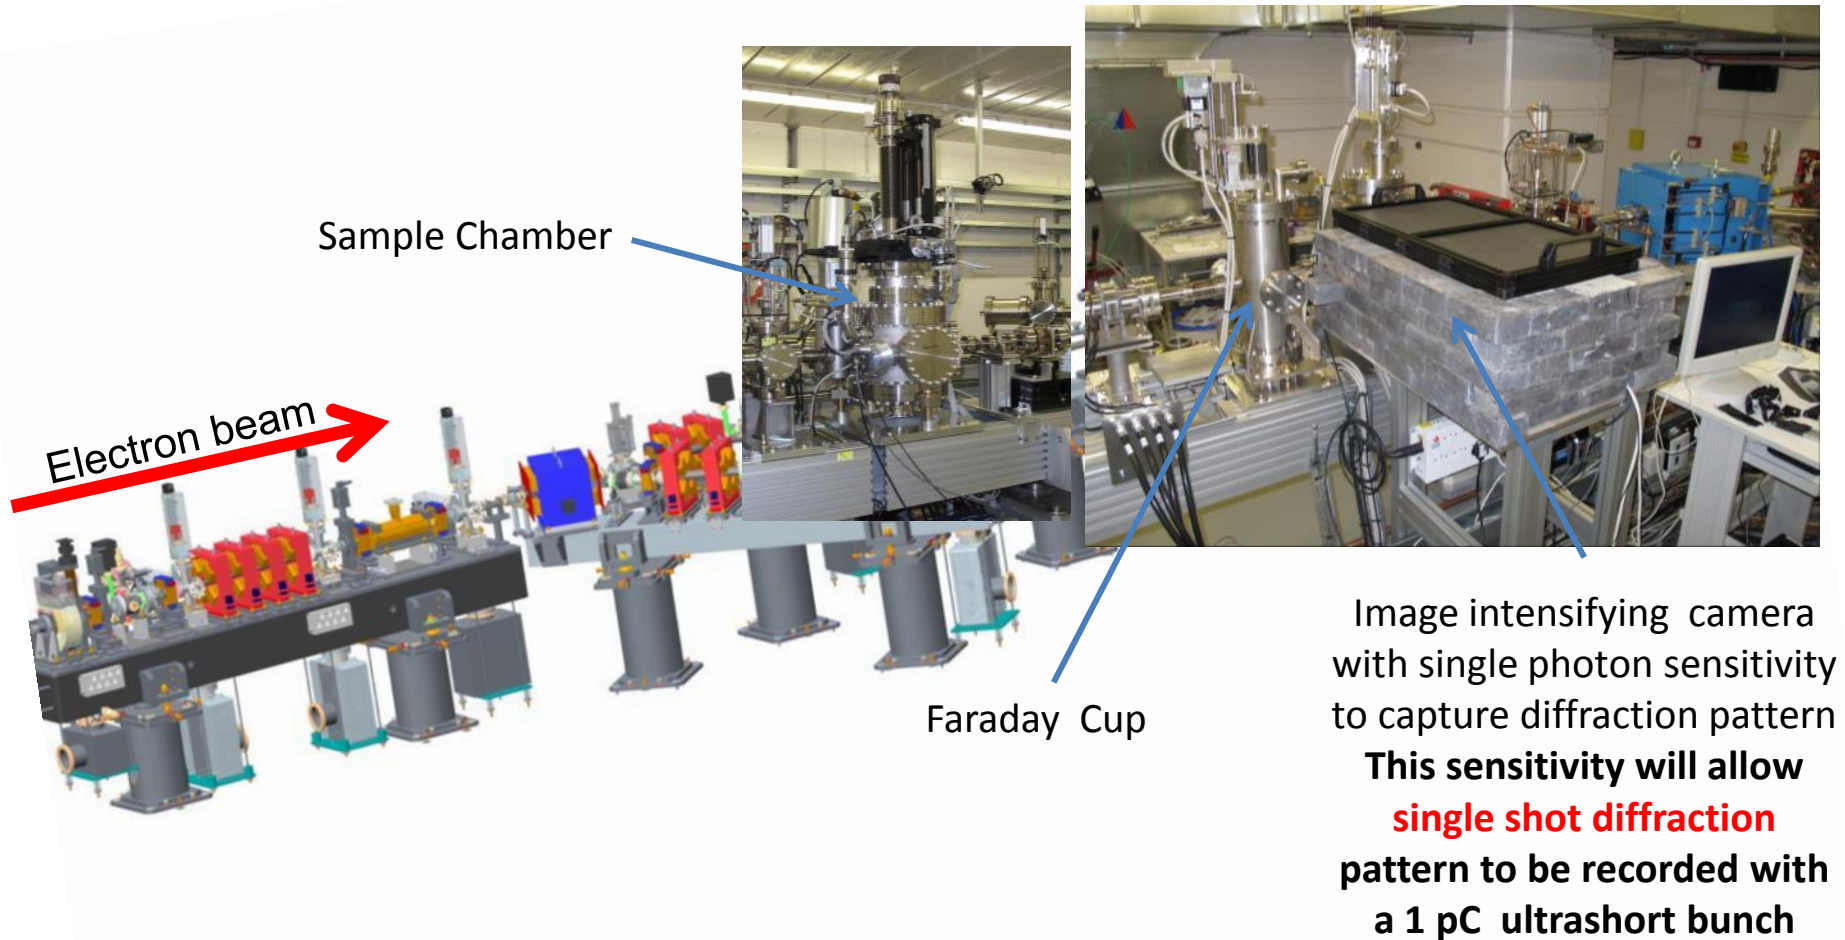 Sample Chamber
Electron beam
Faraday  Cup
Image intensifying  camera
with single photon sensitivity
to capture diffraction pattern
This sensitivity will allow
single shot diffraction
pattern to be recorded with
a 1 pC  ultrashort bunch